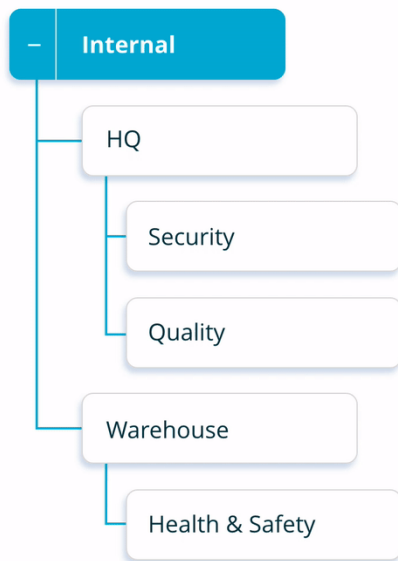 Internal
HQ
Security
Quality
Warehouse
Health & Safety